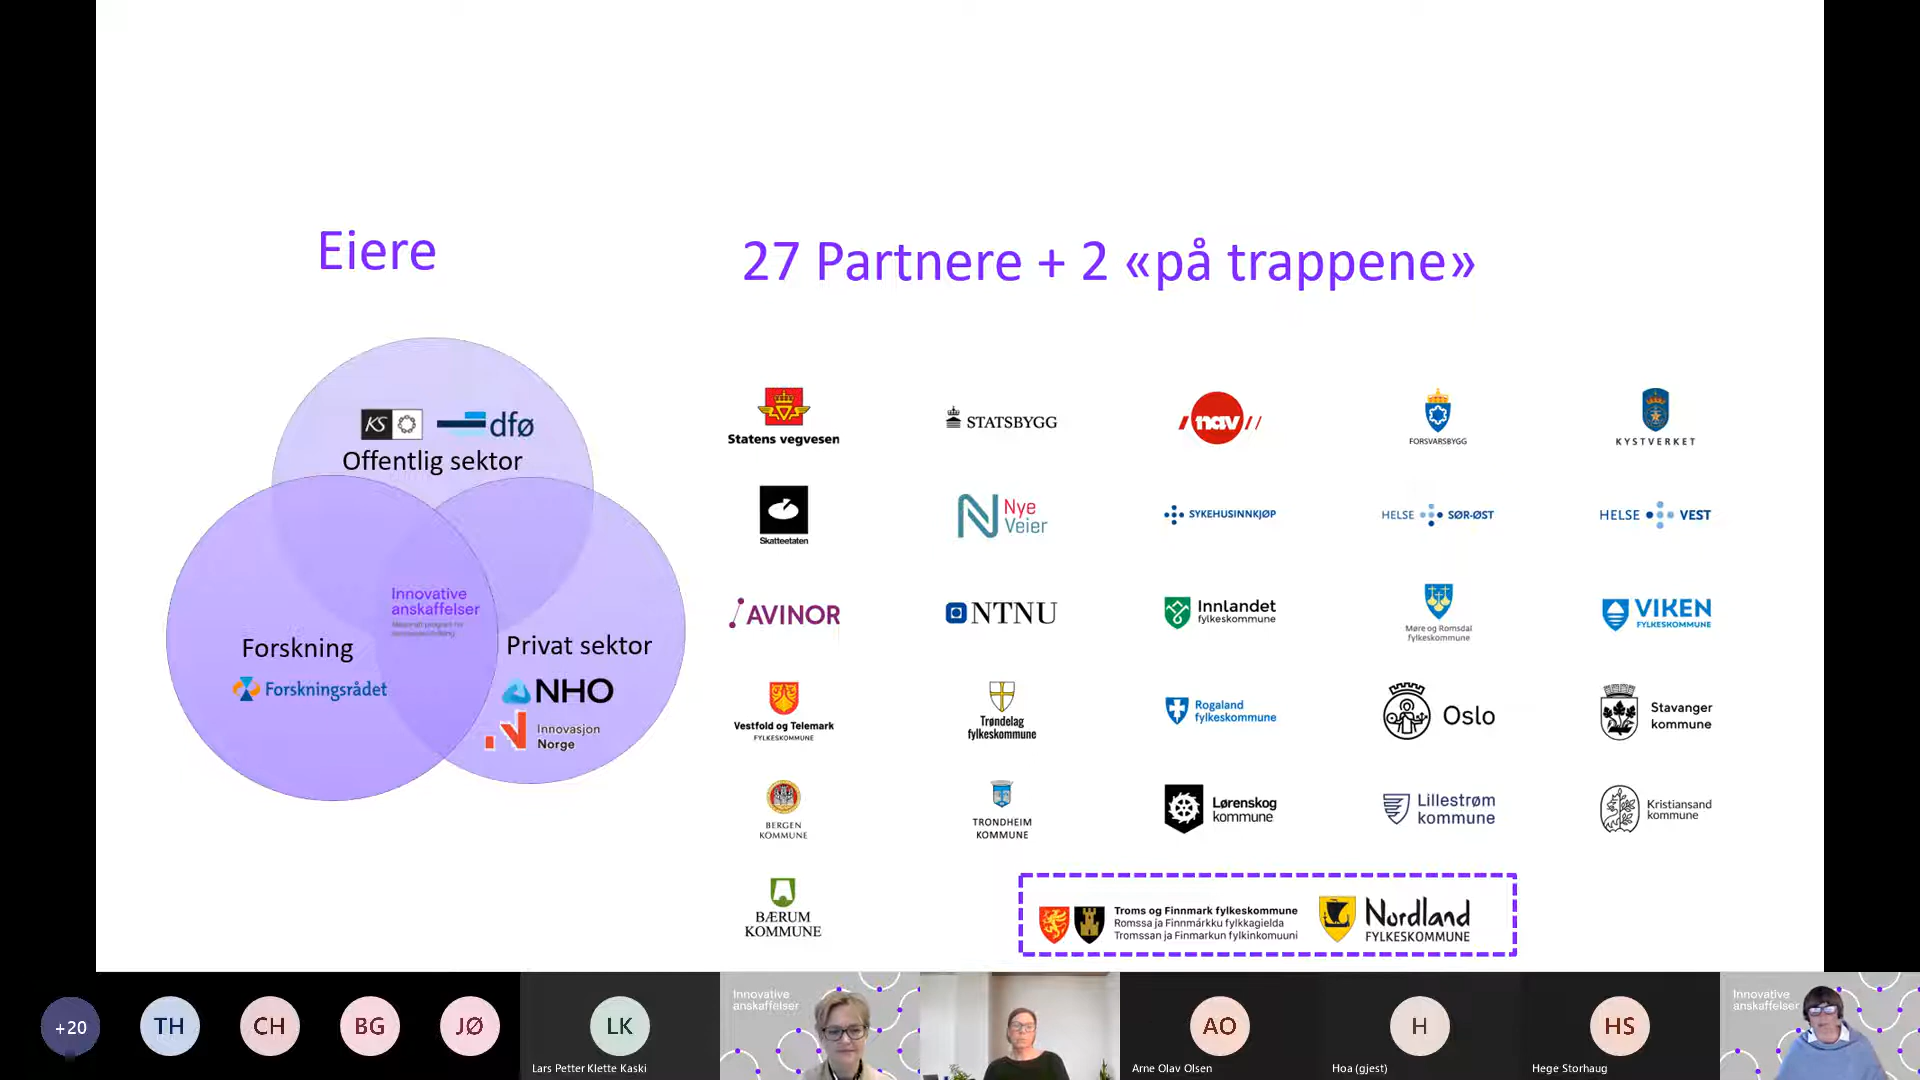 Eiere
27 Partnere + 2 «på trappene»
KS
dfø
Offentlig sektor
Innovative
anskaffelser
Forskning
Forskningsrådet
Privat sektor
NHO
Innovasjon
Norge
Statens vegvesen
STATSBYGG
nav
FORSVARSBYGG
KYSTVERKET
Skatteetaten
Nye
Veier
SYKEHUSINNKJØP
HELSE SØR-ØST
HELSE VEST
AVINOR
NTNU
Innlandet
fylkeskommune
Møre og Romsdal
fylkeskommune
VIKEN
FYLKESKOMMUNE
Vestfold og Telemark
FYLKESKOMMUNE
Trøndelag
fylkeskommune
Rogaland
fylkeskommune
Oslo
Stavanger
kommune
BERGEN
KOMMUNE
TRONDHEIM
KOMMUNE
Lørenskog
kommune
Lillestrøm
kommune
Kristiansand
kommune
BÆRUM
KOMMUNE
Troms og Finnmark fylkeskommune
Romssa ja Finnmárkku fylkkagielda
Tromssan ja Finmarkun fylkinkomuuni
Nordland
FYLKESKOMMUNE
+20
TH
CH
BG
JØ
LK
Lars Petter Klette Kaski
Innovative
anskaffelser
AO
Arne Olav Olsen
H
Hoa (gjest)
HS
Hege Storhaug
Innovative
anskaffelser